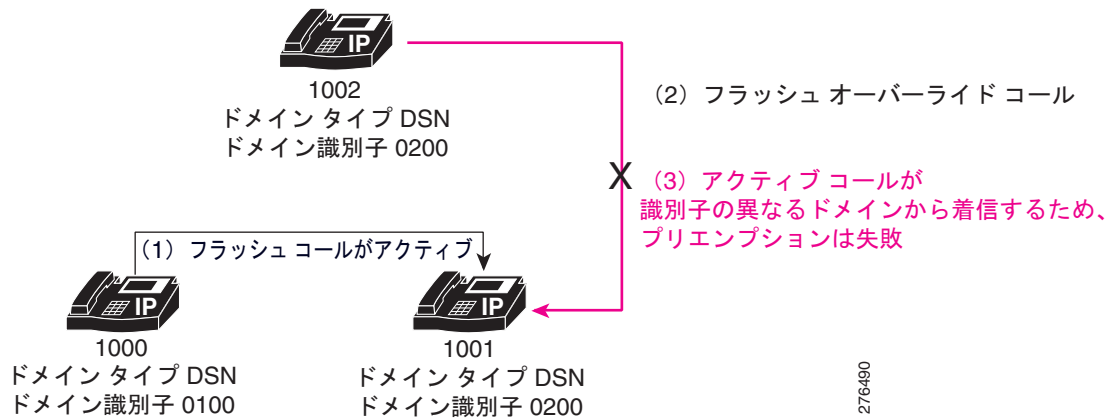 IP
1002
ドメイン タイプ DSN
ドメイン識別子 0200
（2）フラッシュ オーバーライド コール
X
（3）アクティブ コールが
識別子の異なるドメインから着信するため、
プリエンプションは失敗
（1）フラッシュ コールがアクティブ
IP
1000
ドメイン タイプ DSN
ドメイン識別子 0100
IP
1001
ドメイン タイプ DSN
ドメイン識別子 0200
276490